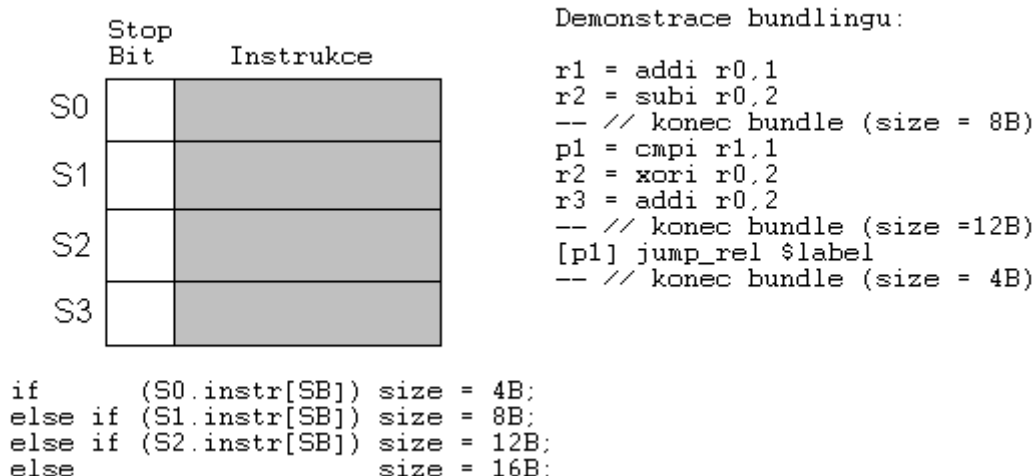 Stop
Bit Instrukce
S0
S1
S2
S3
Demonstrace bundlingu:
r1 = addi r0,1
r2 = subi r0,2
-- // konec bundle (size = 8B)
p1 = cmpi r1,1
r2 = xori r0,2
r3 = addi r0,2
-- // konec bundle (size =12B)
[p1] jump_rel $label
-- // konec bundle (size = 4B)
if (S0.instr[SB]) size = 4B;
else if (S1.instr[SB]) size = 8B;
else if (S2.instr[SB]) size = 12B;
else size = 16B;